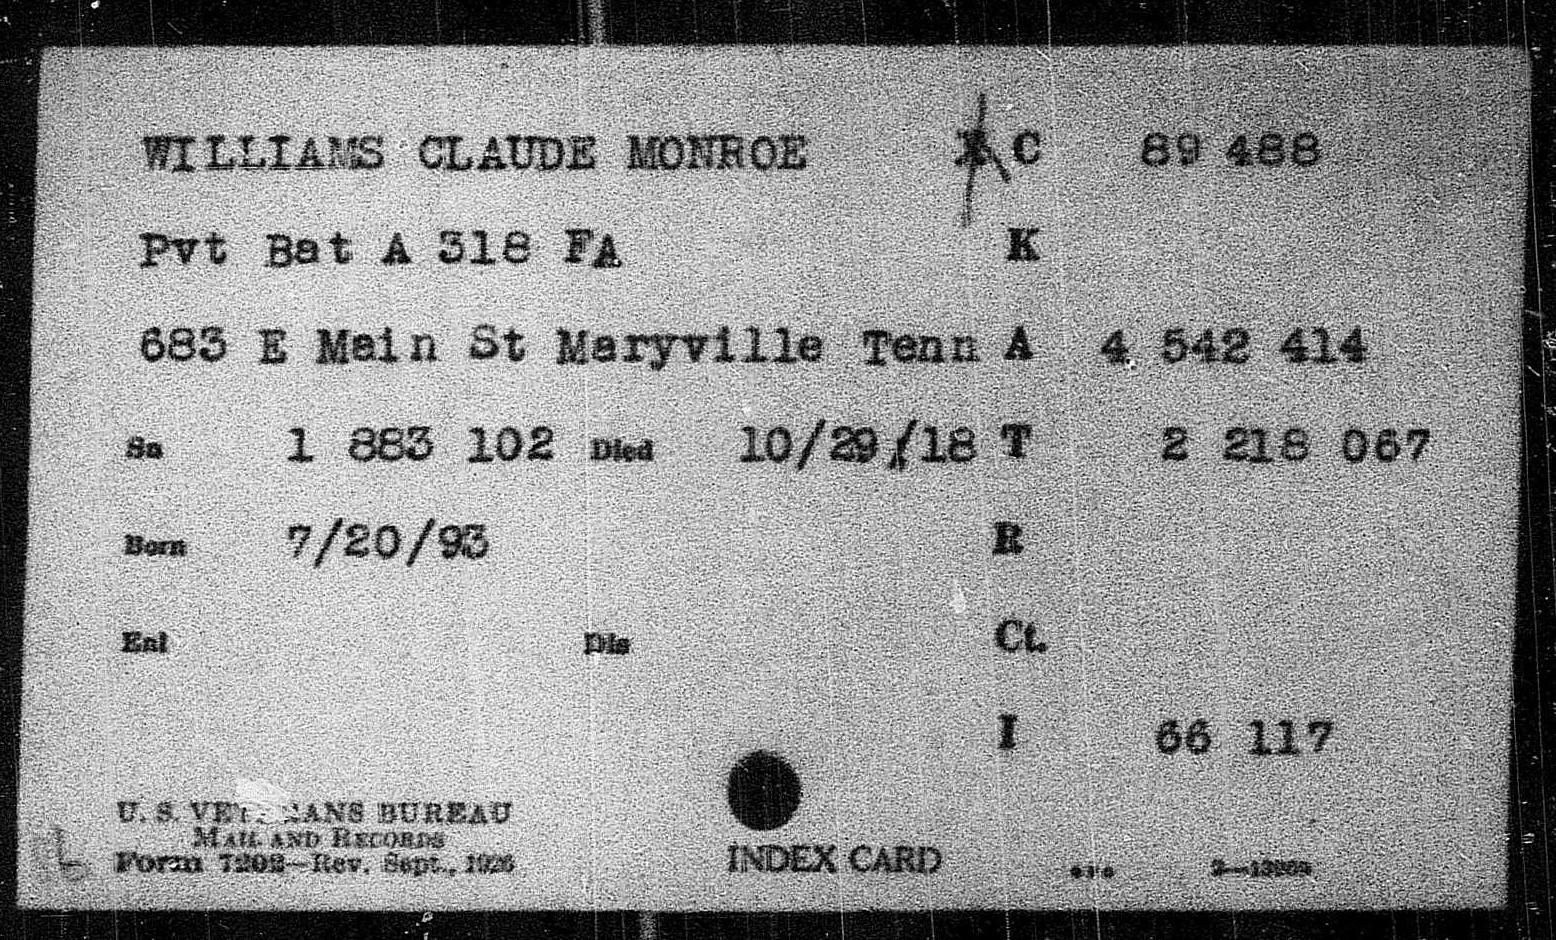 WILLIAMS CLAUDE MONROE C 89 488
Pvt Bat A 318 FA K
683 E Main St Maryville Tenn A 4 542 414
Sn 1 883 102 Died 10/29/18 T 2 218 067
Born 7/20/93 R
Enl Dis Ct.
I 66 117
U. S. VETERANS BUREAU
MAIL AND RECORDS
Form 7202—Rev. Sept., 1926
INDEX CARD